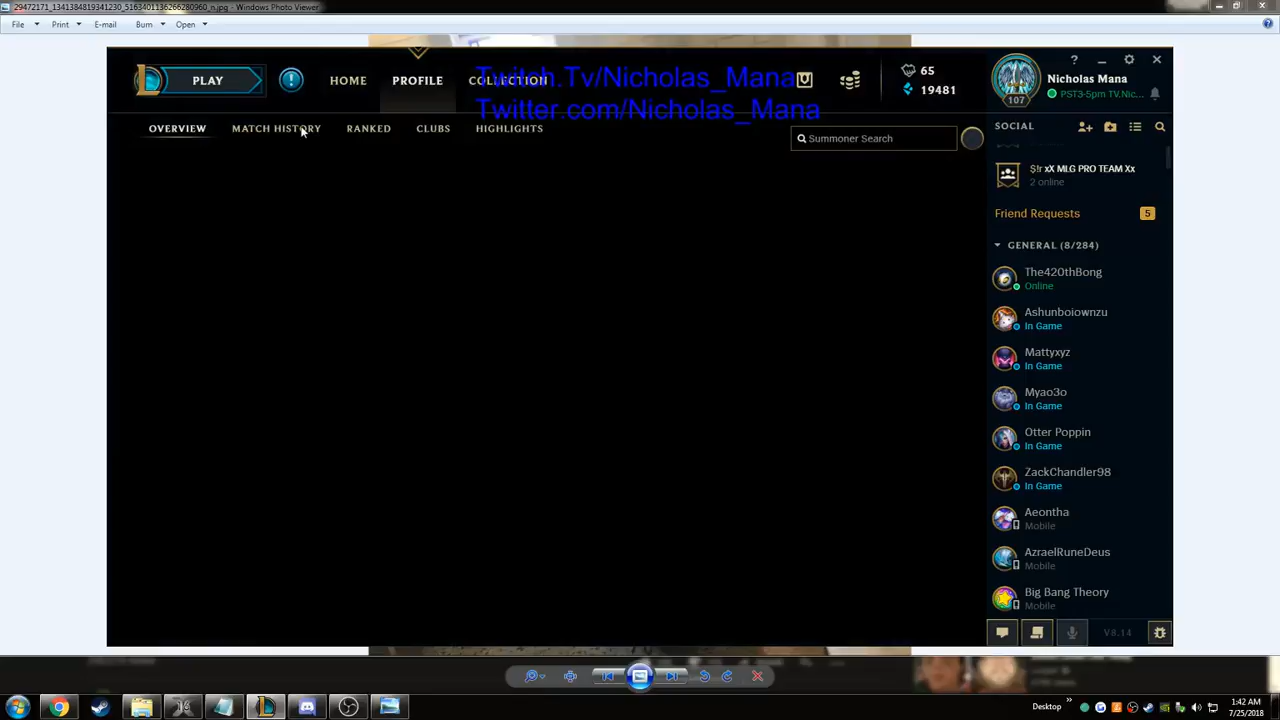 29472171_1341384819341230_5163401136266280960_n.jpg - Windows Photo Viewer
File Print E-mail Burn Open
PLAY
HOME
PROFILE
COLLECTION
Twitch.Tv/Nicholas_Mana
Twitter.com/Nicholas_Mana
65
19481
107
Nicholas Mana
PST3-5pm TV.Nic...
OVERVIEW
MATCH HISTORY
RANKED
CLUBS
HIGHLIGHTS
Summoner Search
SOCIAL
$!r xX MLG PRO TEAM Xx
2 online
Friend Requests
5
GENERAL (8/284)
The420thBong
Online
Ashunboiownzu
In Game
Mattyxyz
In Game
Myao3o
In Game
Otter Poppin
In Game
ZackChandler98
In Game
Aeontha
Mobile
AzraelRuneDeus
Mobile
Big Bang Theory
Mobile
V8.14
Desktop
1:42 AM
7/25/2018